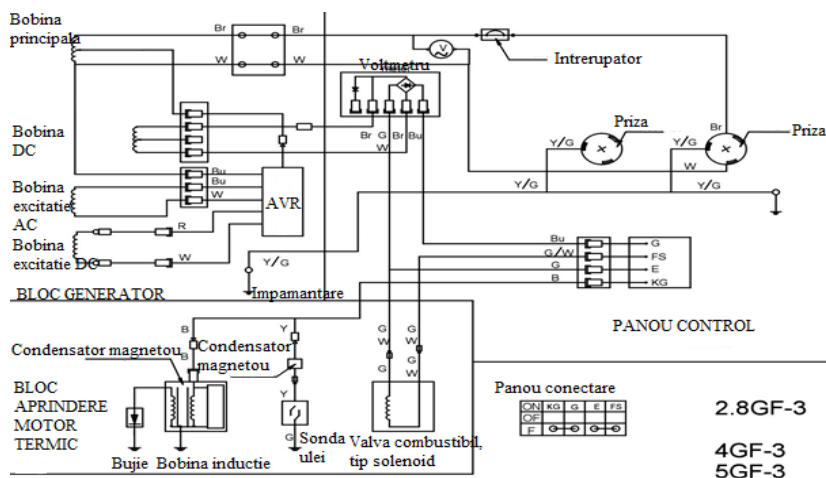 Bobina
principala
Br
Br
W
W
V
Intrerupator
Voltmetru
Bobina
DC
Br
G
Br
Bu
W
Priza
Br
Priza
Y/G
Y/G
W
Bobina
excitatie
AC
Bu
Bu
W
AVR
Y/G
Y/G
R
Bobina
excitatie DC
W
Y/G
Bu
G
G/W
FS
G
E
B
KG
BLOC GENERATOR
Impamantare
PANOU CONTROL
B
Y
G
W
G
W
Condensator magnetou
B
Condensator
magnetou
G
G
W
BLOC
APRINDERE
MOTOR
TERMIC
Y
G
Bujie
Bobina inductie
Sonda
ulei
Valva combustibil,
tip solenoid
Panou conectare
ON KG G E FS
OF
F
2.8GF-3
4GF-3
5GF-3